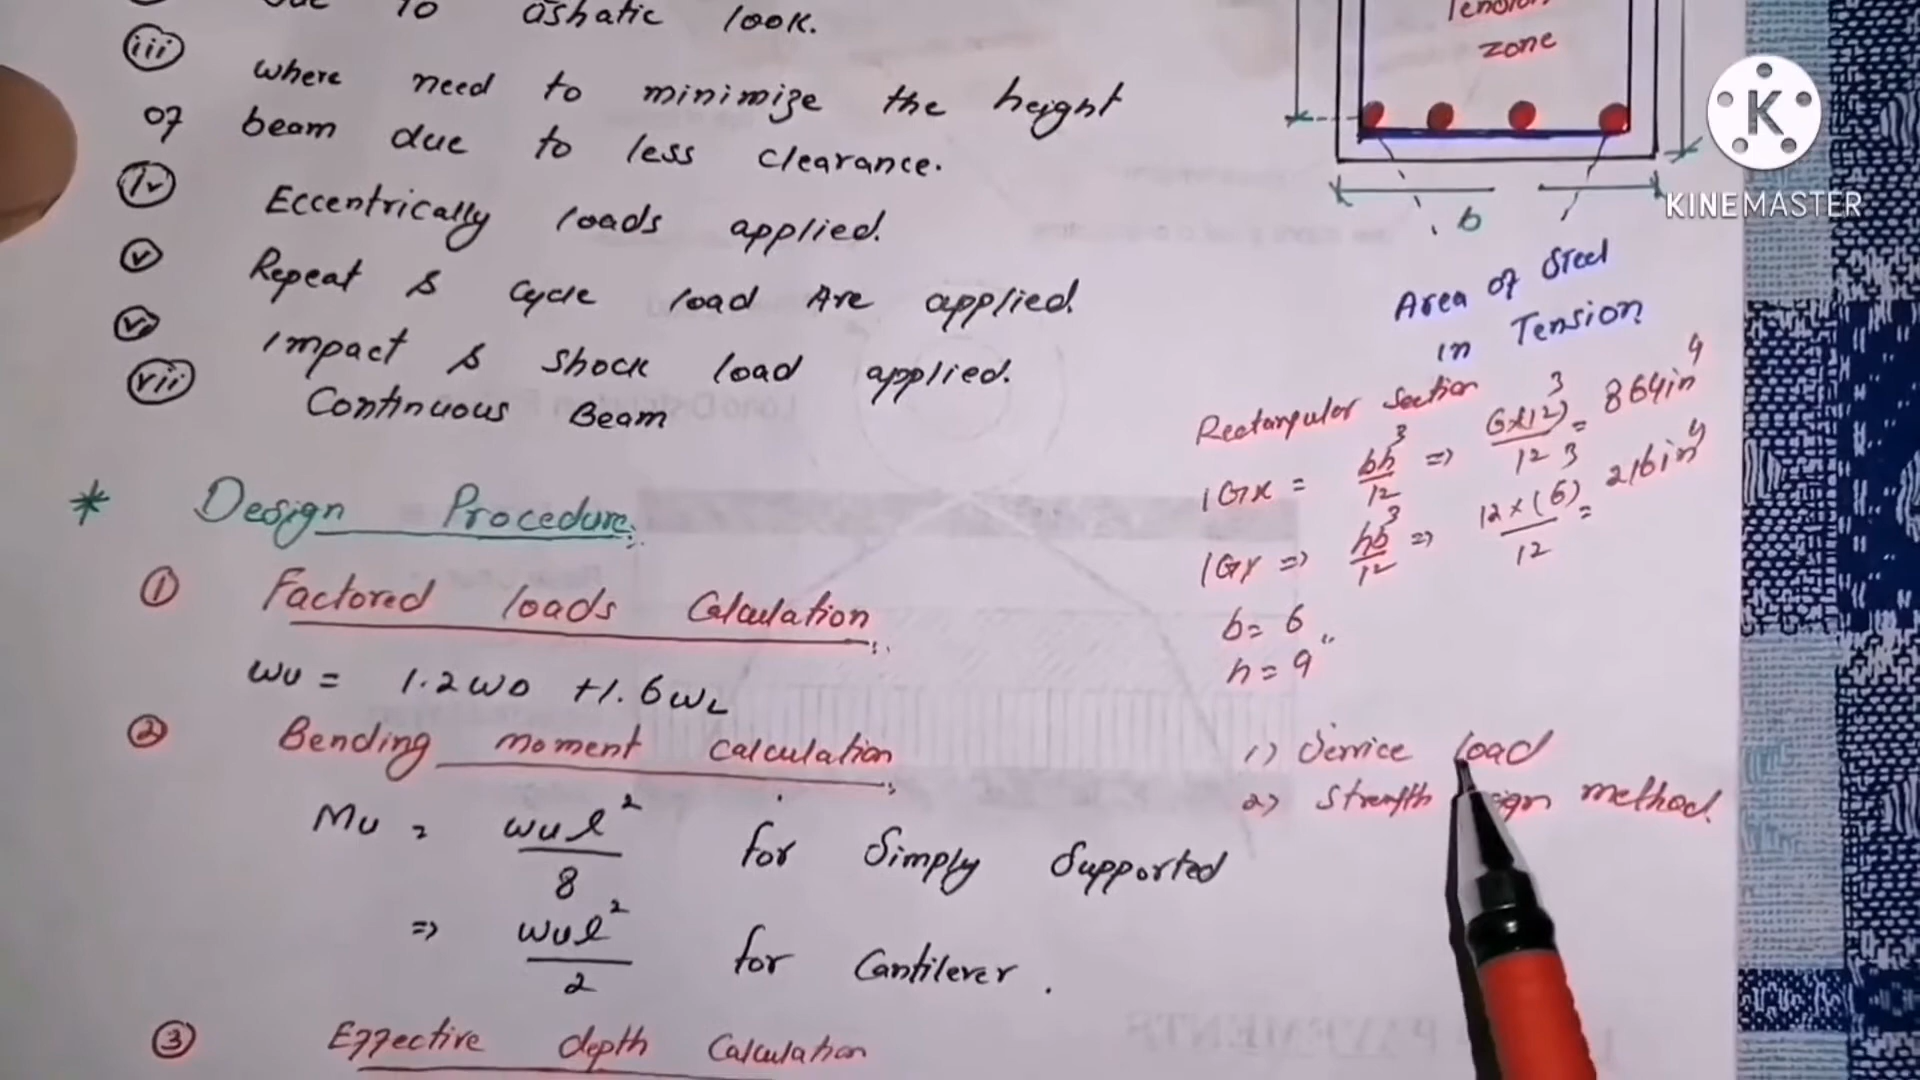 to ashatic look.
(iii) where need to minimize the height
of beam due to less clearance.
(iv) Eccentrically loads applied.
(v) Repeat & cycle load Are applied.
Impact & shock load applied.
(vii) Continuous Beam
* Design Procedure:
① Factored loads Calculation
wu = 1.2wD + 1.6wL
② Bending moment calculation
Mu = wul²/8 for Simply Supported
=> wul²/2 for Cantilever.
③ Effective depth Calculation
Tension
zone
b
Area of Steel
in Tension
Rectangular Section
IGx = bh³/12 => 6x(12)³/12 = 864in⁴
IGy => hb³/12 => 12x(6)³/12 = 216in⁴
b= 6
h= 9"
1) Service load
2) Strength method.
K
KINEMASTER